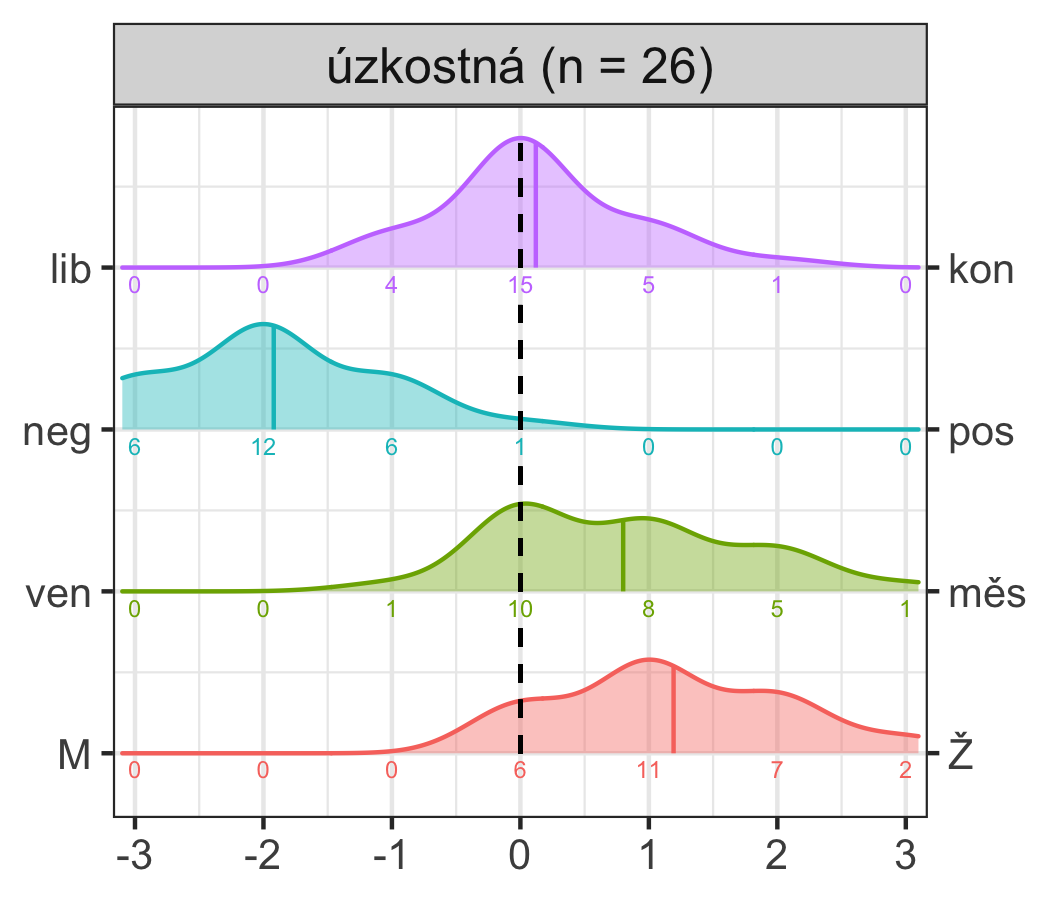 úzkostná (n = 26)
lib kon
0 0 4 15 5 1 0
neg pos
6 12 6 1 0 0 0
ven měs
0 0 1 10 8 5 1
M Ž
0 0 0 6 11 7 2
-3 -2 -1 0 1 2 3